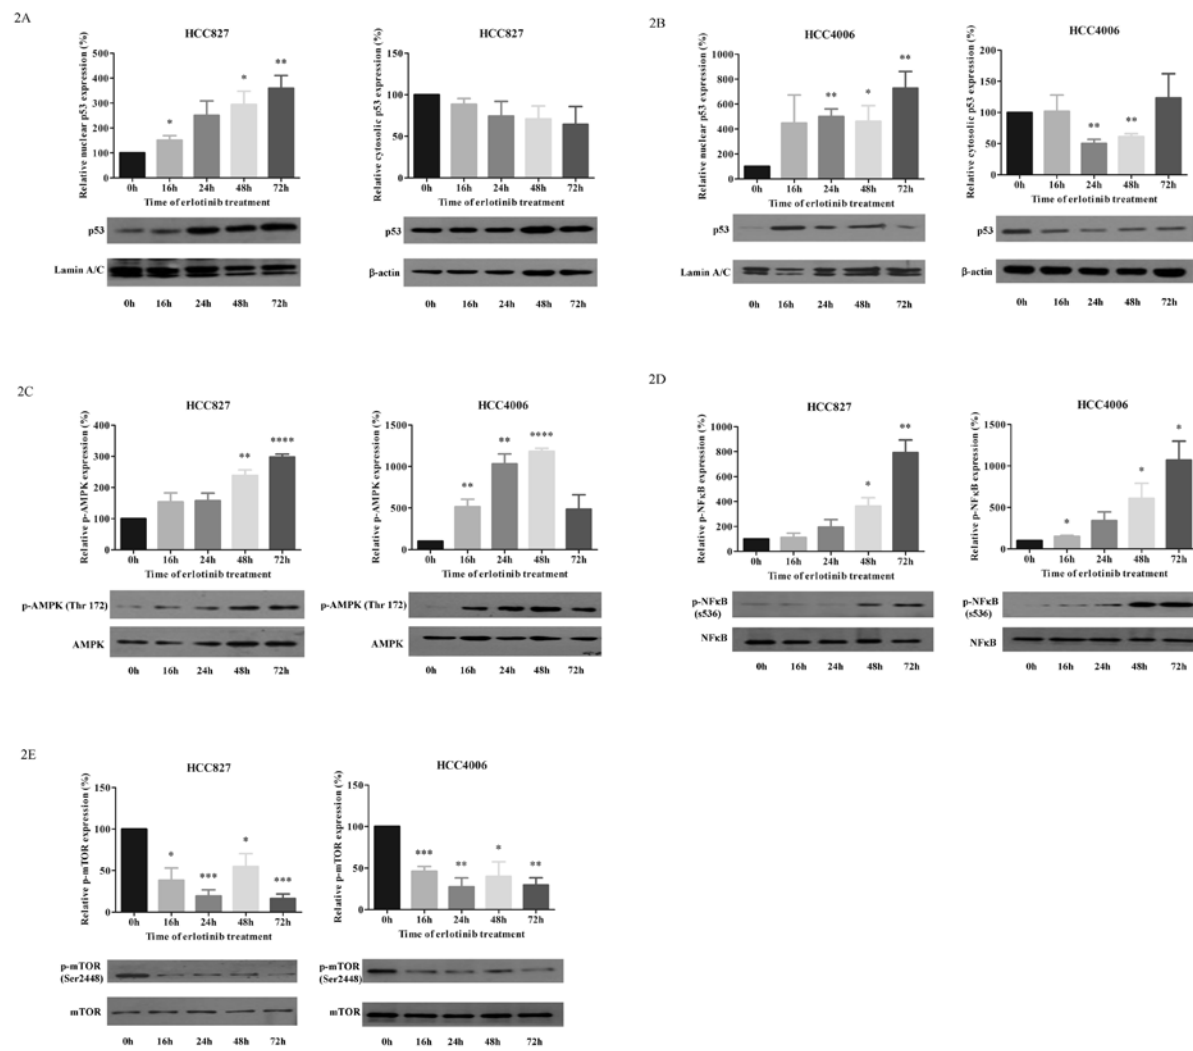 2A
HCC827
Relative nuclear p53 expression (%)
500
400
300
200
100
0
* * **
0h 16h 24h 48h 72h
Time of erlotinib treatment
p53
Lamin A/C
0h 16h 24h 48h 72h
HCC827
Relative cytosolic p53 expression (%)
150
100
50
0
0h 16h 24h 48h 72h
Time of erlotinib treatment
p53
β-actin
0h 16h 24h 48h 72h
2B
HCC4006
Relative nuclear p53 expression (%)
1000
800
600
400
200
0
** * **
0h 16h 24h 48h 72h
Time of erlotinib treatment
p53
Lamin A/C
0h 16h 24h 48h 72h
HCC4006
Relative cytosolic p53 expression (%)
200
150
100
50
0
** **
0h 16h 24h 48h 72h
Time of erlotinib treatment
p53
β-actin
0h 16h 24h 48h 72h
2C
HCC827
Relative p-AMPK expression (%)
400
300
200
100
0
** ****
0h 16h 24h 48h 72h
Time of erlotinib treatment
p-AMPK (Thr 172)
AMPK
0h 16h 24h 48h 72h
HCC4006
Relative p-AMPK expression (%)
1500
1000
500
0
** ** ****
0h 16h 24h 48h 72h
Time of erlotinib treatment
p-AMPK (Thr 172)
AMPK
0h 16h 24h 48h 72h
2D
HCC827
Relative p-NFκB expression (%)
1000
800
600
400
200
0
* **
0h 16h 24h 48h 72h
Time of erlotinib treatment
p-NFκB
(s536)
NFκB
0h 16h 24h 48h 72h
HCC4006
Relative p-NFκB expression (%)
1500
1000
500
0
* * *
0h 16h 24h 48h 72h
Time of erlotinib treatment
p-NFκB
(s536)
NFκB
0h 16h 24h 48h 72h
2E
HCC827
Relative p-mTOR expression (%)
150
100
50
0
* *** * ***
0h 16h 24h 48h 72h
Time of erlotinib treatment
p-mTOR
(Ser2448)
mTOR
0h 16h 24h 48h 72h
HCC4006
Relative p-mTOR expression (%)
150
100
50
0
*** ** * **
0h 16h 24h 48h 72h
Time of erlotinib treatment
p-mTOR
(Ser2448)
mTOR
0h 16h 24h 48h 72h